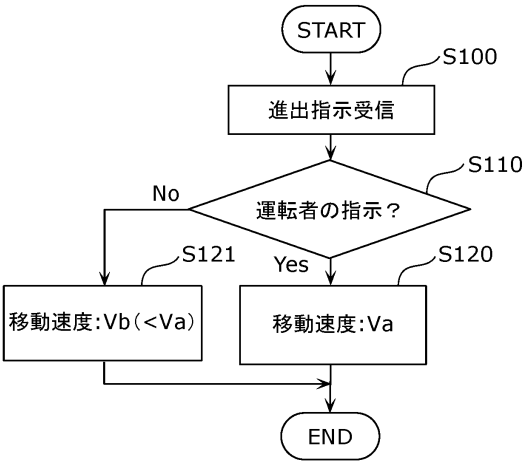 START
S100
進出指示受信
S110
運転者の指示？
No
Yes
S121
S120
移動速度:Vb(<Va)
移動速度:Va
END